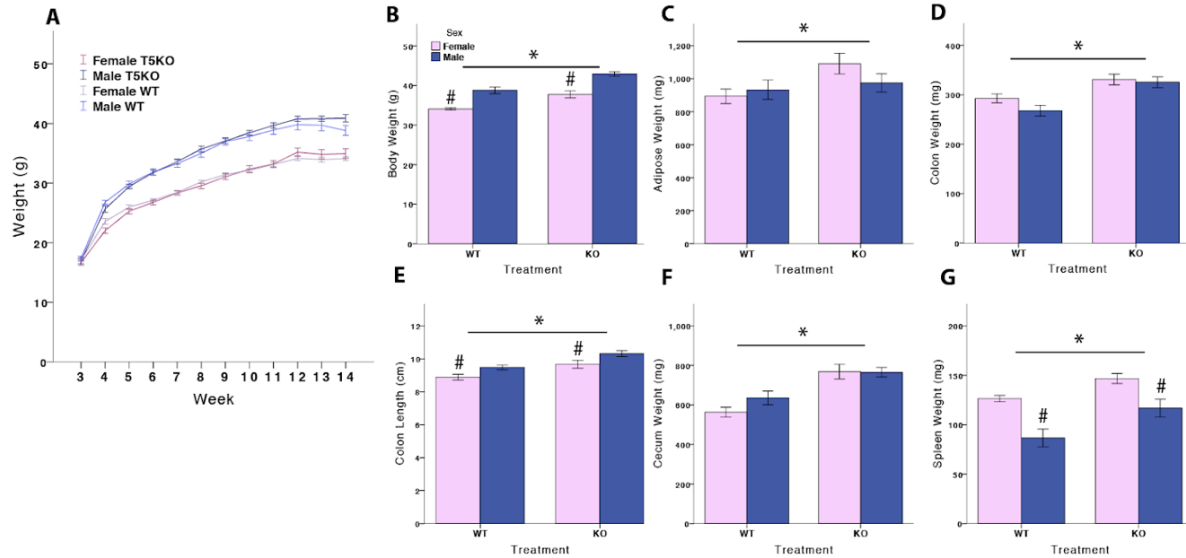 A
Female T5KO
Male T5KO
Female WT
Male WT
Weight (g)
40
30
20
10
0
3 4 5 6 7 8 9 10 11 12 13 14
Week
B
Sex
Female
Male
*
#
#
Body Weight (g)
50
40
30
20
10
0
WT KO
Treatment
C
*
Adipose Weight (mg)
1,200
1,000
800
600
400
200
0
WT KO
Treatment
D
*
Colon Weight (mg)
400
300
200
100
0
WT KO
Treatment
E
*
#
#
Colon Length (cm)
12
10
8
6
4
2
0
WT KO
Treatment
F
*
Cecum Weight (mg)
1,000
800
600
400
200
0
WT KO
Treatment
G
*
#
#
Spleen Weight (mg)
200
150
100
50
0
WT KO
Treatment